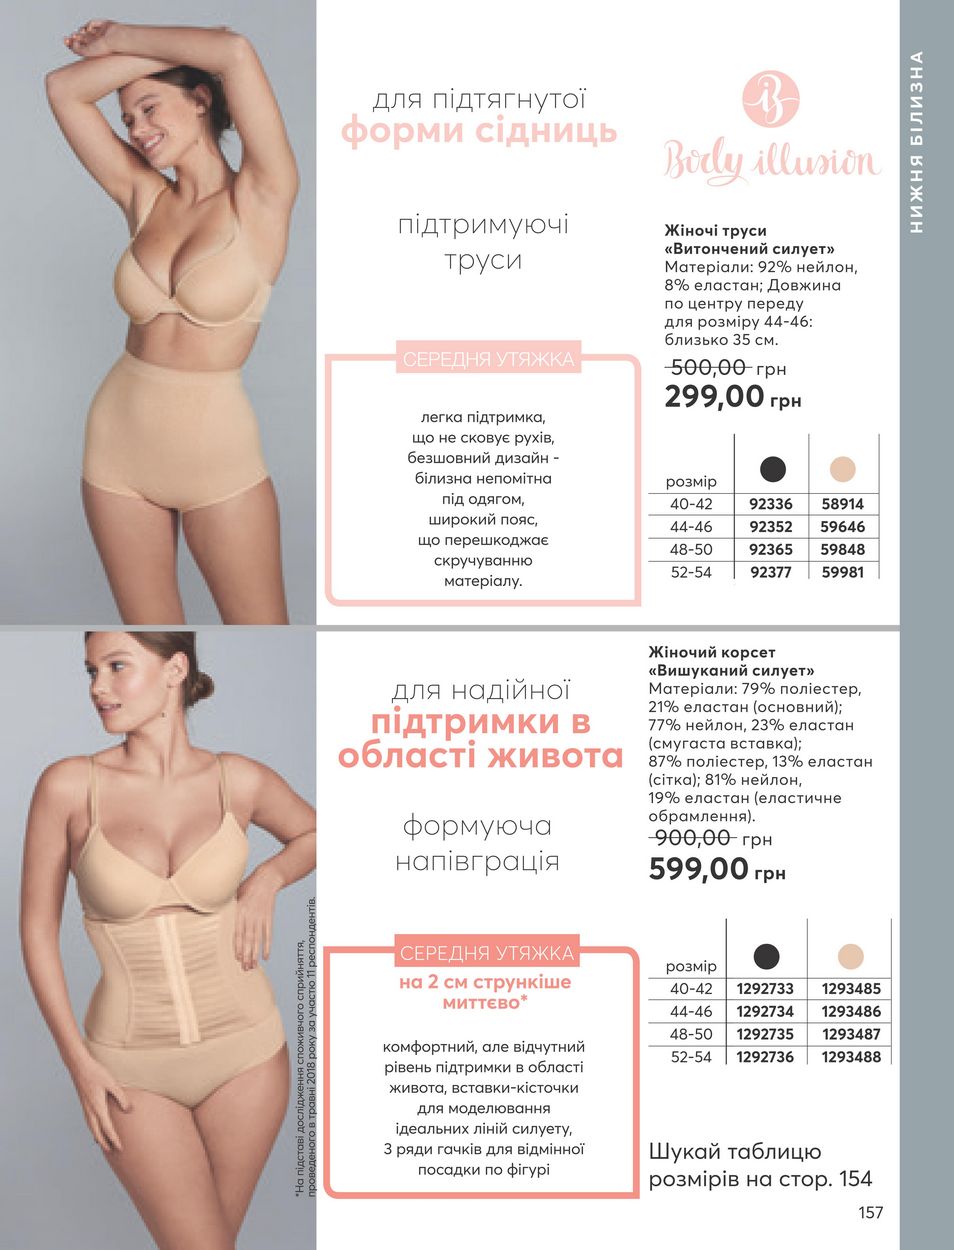 НИЖНЯ БІЛИЗНА
для підтягнутої
форми сідниць
підтримуючі
труси
СЕРЕДНЯ УТЯЖКА
легка підтримка,
що не сковує рухів,
безшовний дизайн -
білизна непомітна
під одягом,
широкий пояс,
що перешкоджає
скручуванню
матеріалу.
Body illusion
Жіночі труси
«Витончений силует»
Матеріали: 92% нейлон,
8% еластан; Довжина
по центру переду
для розміру 44-46:
близько 35 см.
500,00 грн
299,00 грн
розмір
40-42 92336 58914
44-46 92352 59646
48-50 92365 59848
52-54 92377 59981
для надійної
підтримки в
області живота
формуюча
напівграція
СЕРЕДНЯ УТЯЖКА
на 2 см стрункіше
миттєво*
комфортний, але відчутний
рівень підтримки в області
живота, вставки-кісточки
для моделювання
ідеальних ліній силуету,
3 ряди гачків для відмінної
посадки по фігурі
*На підставі дослідження споживчого сприйняття,
проведеного в травні 2018 року за участю 11 респондентів.
Жіночий корсет
«Вишуканий силует»
Матеріали: 79% поліестер,
21% еластан (основний);
77% нейлон, 23% еластан
(смугаста вставка);
87% поліестер, 13% еластан
(сітка); 81% нейлон,
19% еластан (еластичне
обрамлення).
900,00 грн
599,00 грн
розмір
40-42 1292733 1293485
44-46 1292734 1293486
48-50 1292735 1293487
52-54 1292736 1293488
Шукай таблицю
розмірів на стор. 154
157